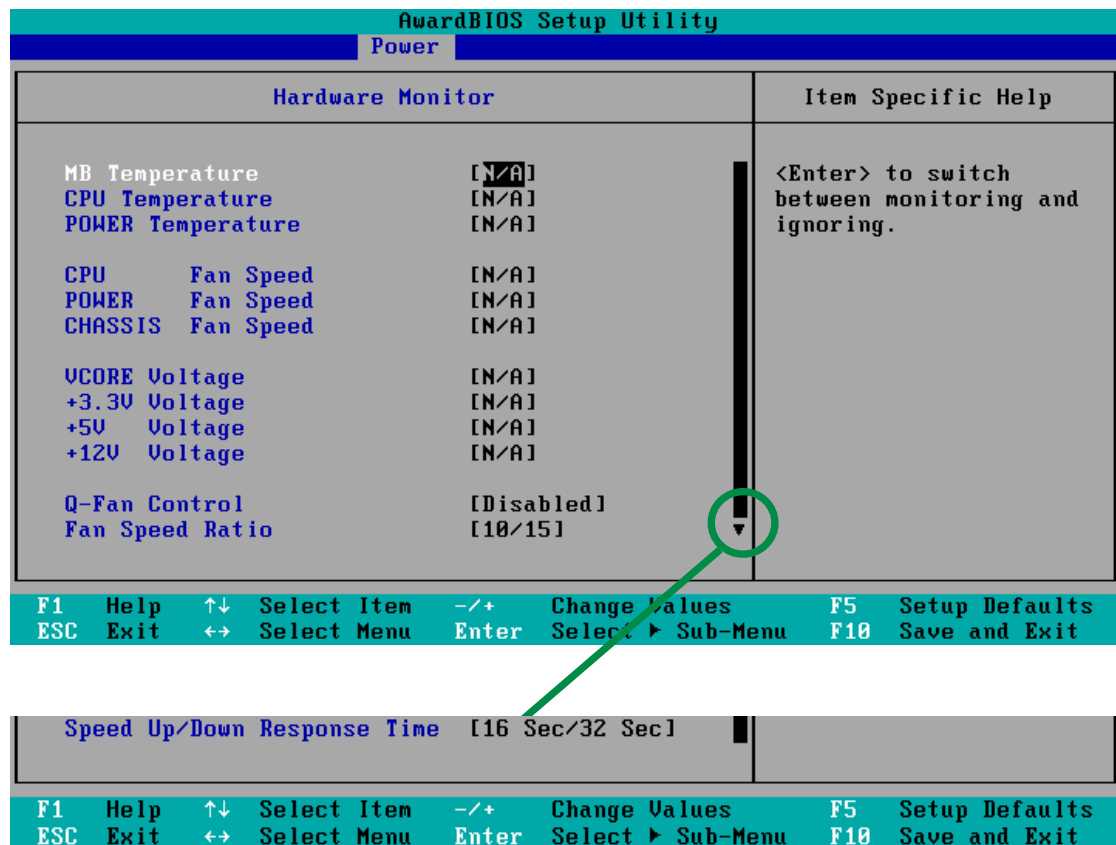 AwardBIOS Setup Utility
Power
Hardware Monitor
Item Specific Help
MB Temperature [N/A]
CPU Temperature [N/A]
POWER Temperature [N/A]
CPU Fan Speed [N/A]
POWER Fan Speed [N/A]
CHASSIS Fan Speed [N/A]
VCORE Voltage [N/A]
+3.3V Voltage [N/A]
+5V Voltage [N/A]
+12V Voltage [N/A]
Q-Fan Control [Disabled]
Fan Speed Ratio [10/15]
<Enter> to switch
between monitoring and
ignoring.
F1 Help ↑↓ Select Item -/+ Change Values F5 Setup Defaults
ESC Exit ←→ Select Menu Enter Select ▶ Sub-Menu F10 Save and Exit
Speed Up/Down Response Time [16 Sec/32 Sec]
F1 Help ↑↓ Select Item -/+ Change Values F5 Setup Defaults
ESC Exit ←→ Select Menu Enter Select ▶ Sub-Menu F10 Save and Exit